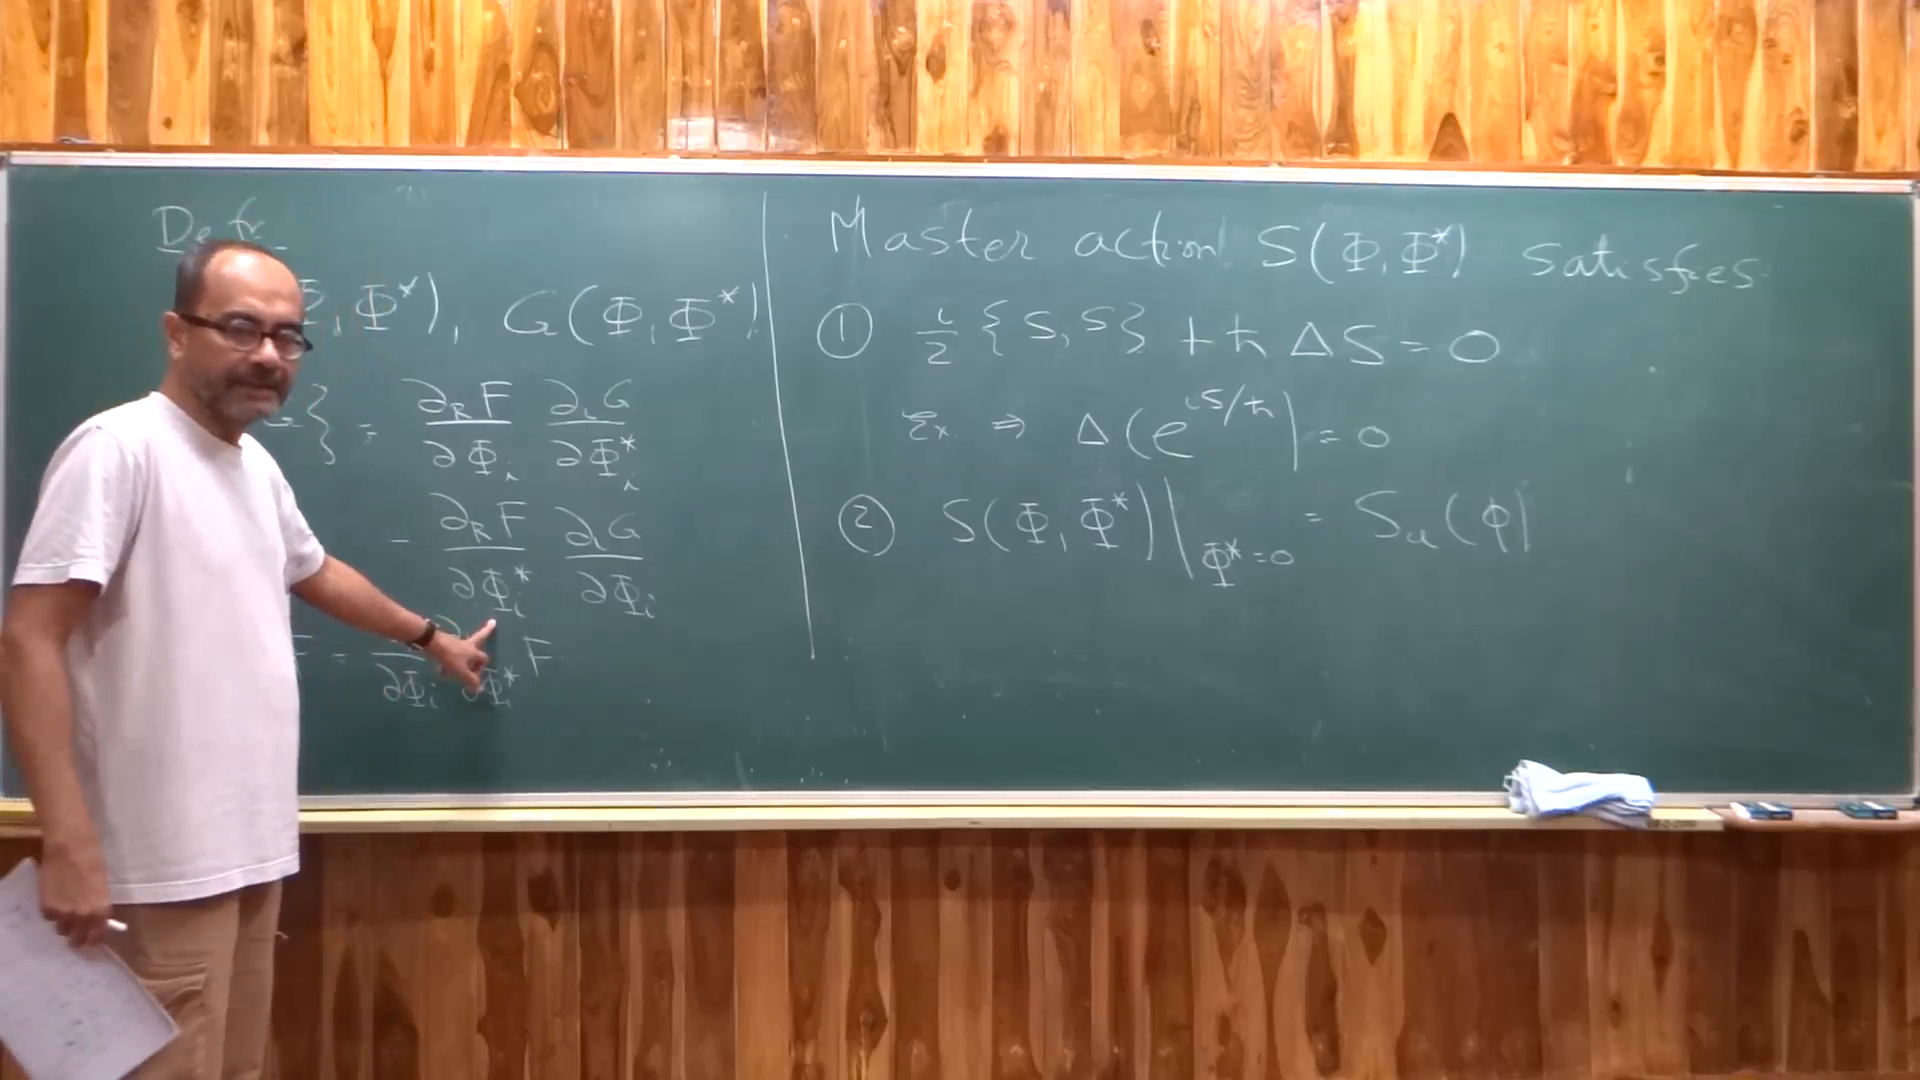 Defn
Φ, Φ*), G(Φ, Φ*)
G} = ∂_R F/∂Φ_i ∂_L G/∂Φ*_i
- ∂_R F/∂Φ*_i ∂_L G/∂Φ_i
= ∂Φ_i ∂Φ*_i F
Master action S(Φ, Φ*) satisfies
① i/2 {S, S} + ħ ΔS = 0
Ex. ⇒ Δ(e^{iS/ħ}) = 0
② S(Φ, Φ*)|_{Φ*=0} = S_cl(φ)